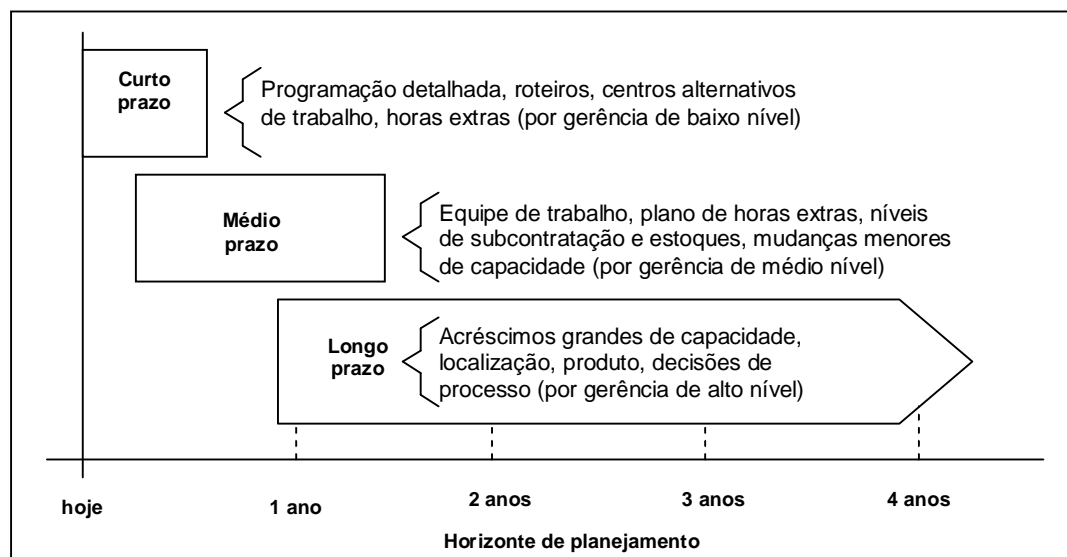 Curto
prazo
Programação detalhada, roteiros, centros alternativos
de trabalho, horas extras (por gerência de baixo nível)
Médio
prazo
Equipe de trabalho, plano de horas extras, níveis
de subcontratação e estoques, mudanças menores
de capacidade (por gerência de médio nível)
Longo
prazo
Acréscimos grandes de capacidade,
localização, produto, decisões de
processo (por gerência de alto nível)
hoje
1 ano
2 anos
3 anos
4 anos
Horizonte de planejamento